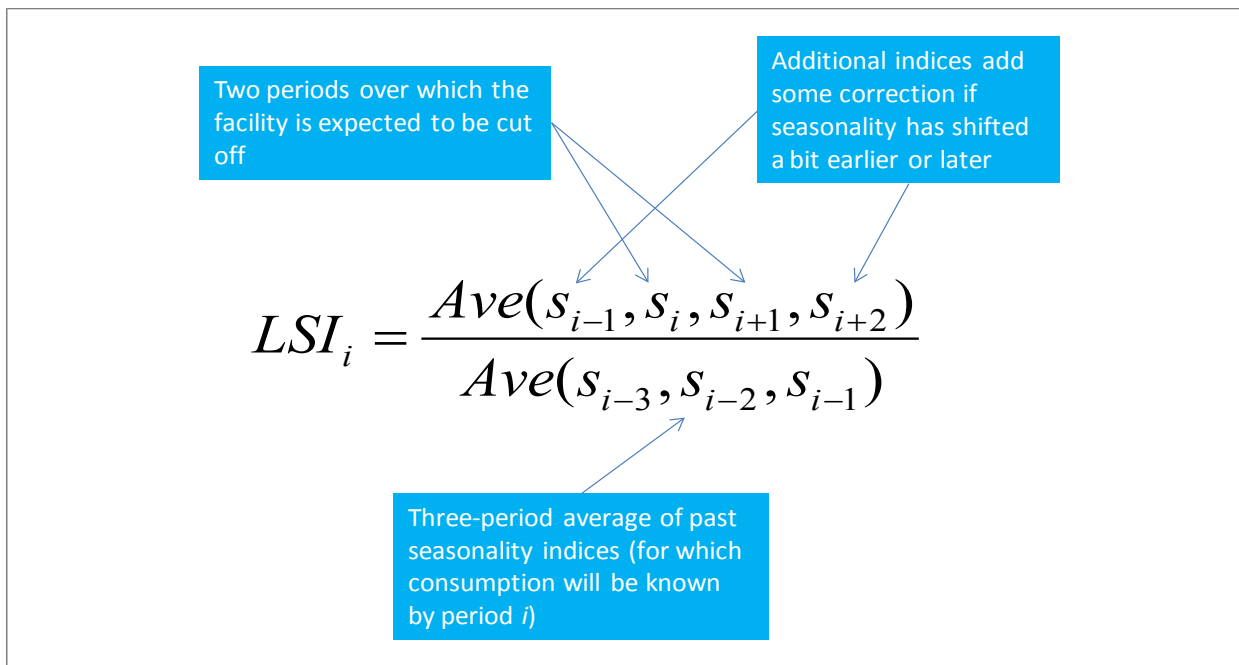 Two periods over which the
facility is expected to be cut
off
Additional indices add
some correction if
seasonality has shifted
a bit earlier or later
LSI_i = Ave(s_{i-1}, s_i, s_{i+1}, s_{i+2})
Ave(s_{i-3}, s_{i-2}, s_{i-1})
Three-period average of past
seasonality indices (for which
consumption will be known
by period i)